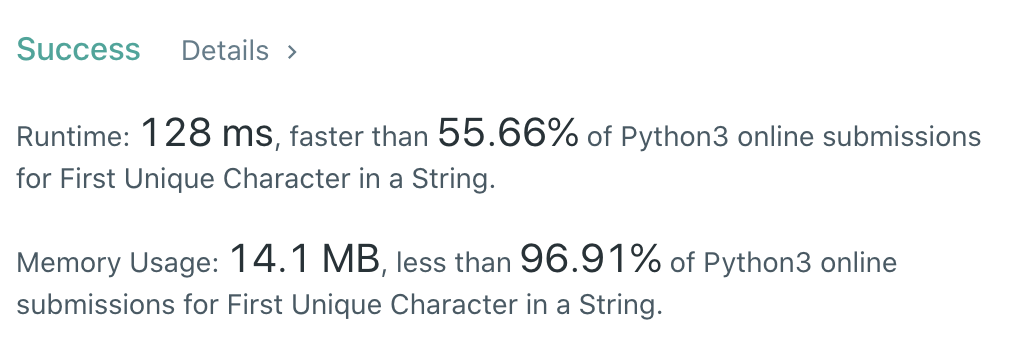 Success Details >
Runtime: 128 ms, faster than 55.66% of Python3 online submissions
for First Unique Character in a String.
Memory Usage: 14.1 MB, less than 96.91% of Python3 online
submissions for First Unique Character in a String.